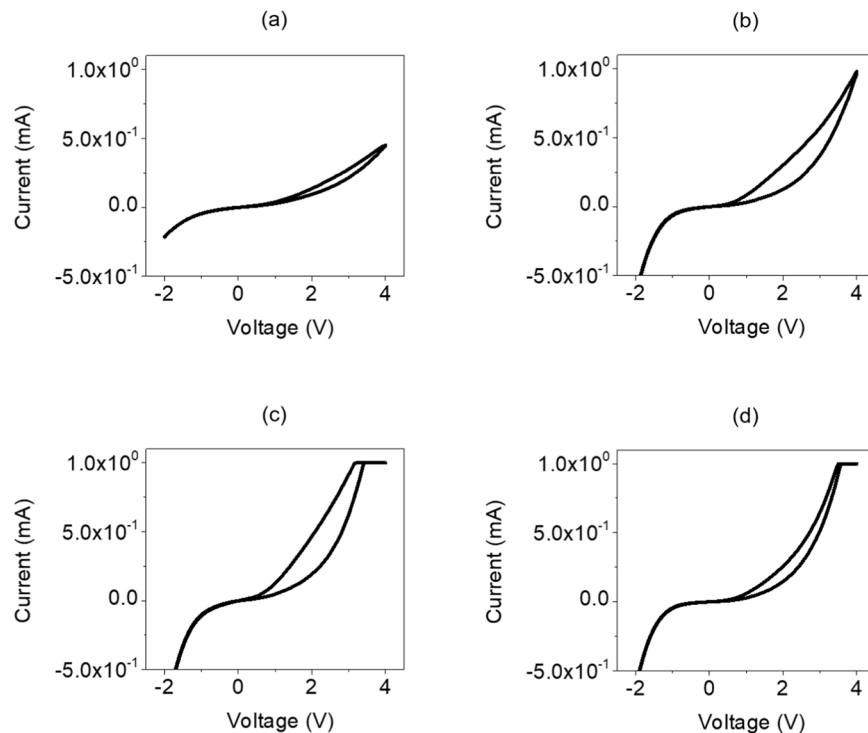 (a)
1.0x10⁰
5.0x10⁻¹
0.0
-5.0x10⁻¹
Current (mA)
-2 0 2 4
Voltage (V)
(b)
1.0x10⁰
5.0x10⁻¹
0.0
-5.0x10⁻¹
Current (mA)
-2 0 2 4
Voltage (V)
(c)
1.0x10⁰
5.0x10⁻¹
0.0
-5.0x10⁻¹
Current (mA)
-2 0 2 4
Voltage (V)
(d)
1.0x10⁰
5.0x10⁻¹
0.0
-5.0x10⁻¹
Current (mA)
-2 0 2 4
Voltage (V)